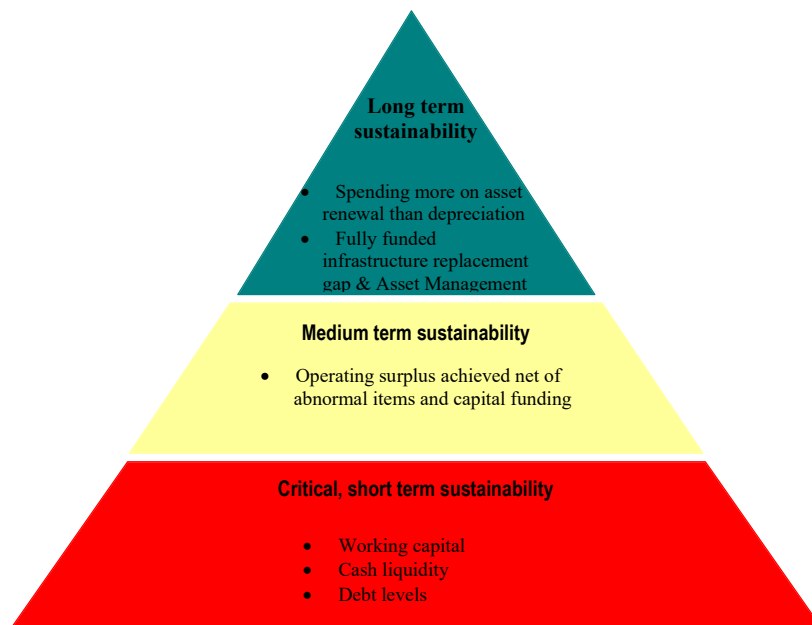 Long term
sustainability
• Spending more on asset
renewal than depreciation
• Fully funded
infrastructure replacement
gap & Asset Management
Medium term sustainability
• Operating surplus achieved net of
abnormal items and capital funding
Critical, short term sustainability
• Working capital
• Cash liquidity
• Debt levels